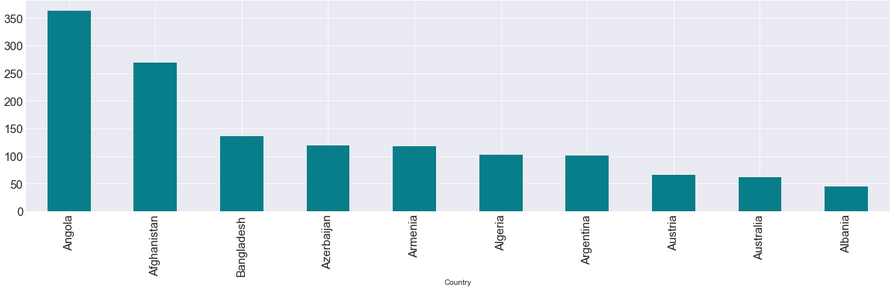 350
300
250
200
150
100
50
0
Angola
Afghanistan
Bangladesh
Azerbaijan
Armenia
Algeria
Argentina
Austria
Australia
Albania
Country